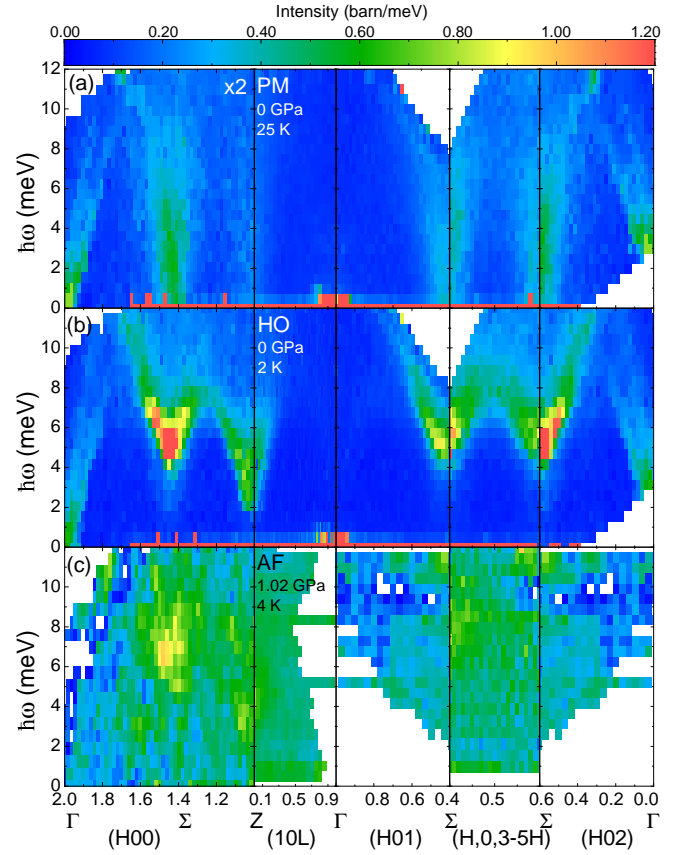 Intensity (barn/meV)
0.00 0.20 0.40 0.60 0.80 1.00 1.20
(a) x2 PM
0 GPa
25 K
12
10
8
6
4
2
0
ħω (meV)
(b) HO
0 GPa
2 K
10
8
6
4
2
0
ħω (meV)
(c) AF
1.02 GPa
4 K
10
8
6
4
2
0
ħω (meV)
2.0 1.8 1.6 1.4 1.2 0.1 0.5 0.9 0.8 0.6 0.4 0.5 0.6 0.4 0.2 0.0
Γ Σ Z Γ Σ Σ Γ
(H00) (10L) (H01) (H,0,3-5H) (H02)